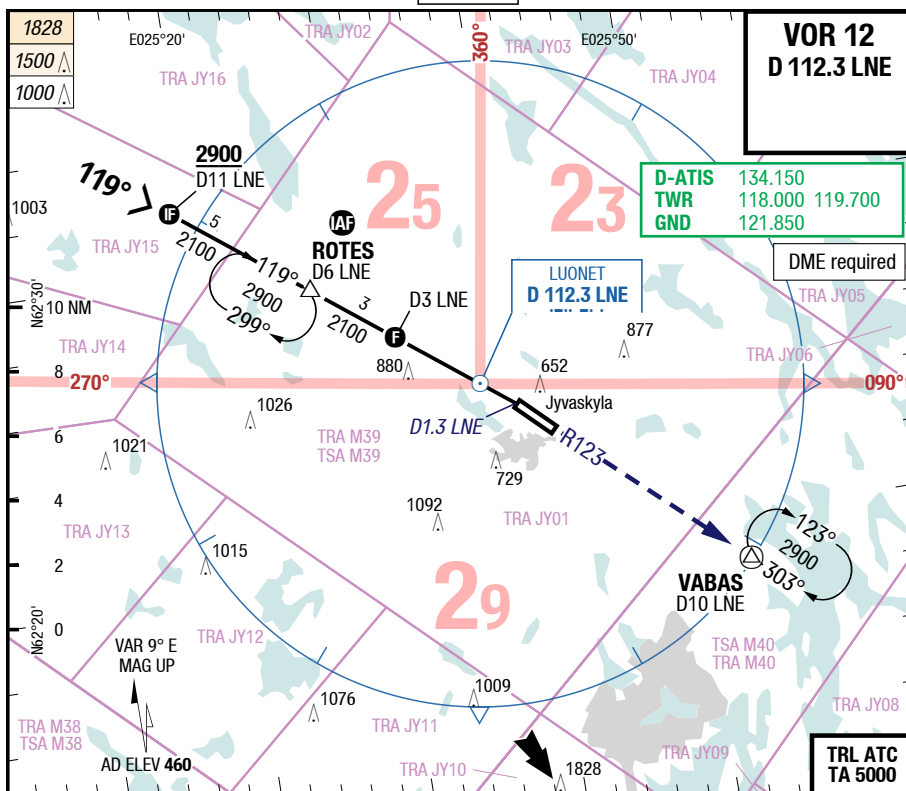 1828
1500
1000
E025°20'
TRA JY02
360°
TRA JY03
E025°50'
TRA JY16
TRA JY04
VOR 12
D 112.3 LNE
2900
D11 LNE
119°
IF
25
23
D-ATIS 134.150
TWR 118.000 119.700
GND 121.850
1003
5
2100
TRA JY15
IAF
ROTES
D6 LNE
119°
2900
299°
DME required
LUONET
D 112.3 LNE
N62°30'
10 NM
3
2100
D3 LNE
F
TRA JY05
877
TRA JY14
880
652
TRA JY06
8
270°
090°
1026
Jyvaskyla
D1.3 LNE
TRA M39
TSA M39
6
1021
R123
729
4
1092
TRA JY01
TRA JY13
123°
2900
303°
2
1015
29
VABAS
D10 LNE
N62°20'
0
TRA JY12
VAR 9° E
MAG UP
TSA M40
TRA M40
1076
1009
TRA M38
TSA M38
TRA JY11
TRA JY08
AD ELEV 460
TRA JY10
1828
TRA JY09
TRL ATC
TA 5000